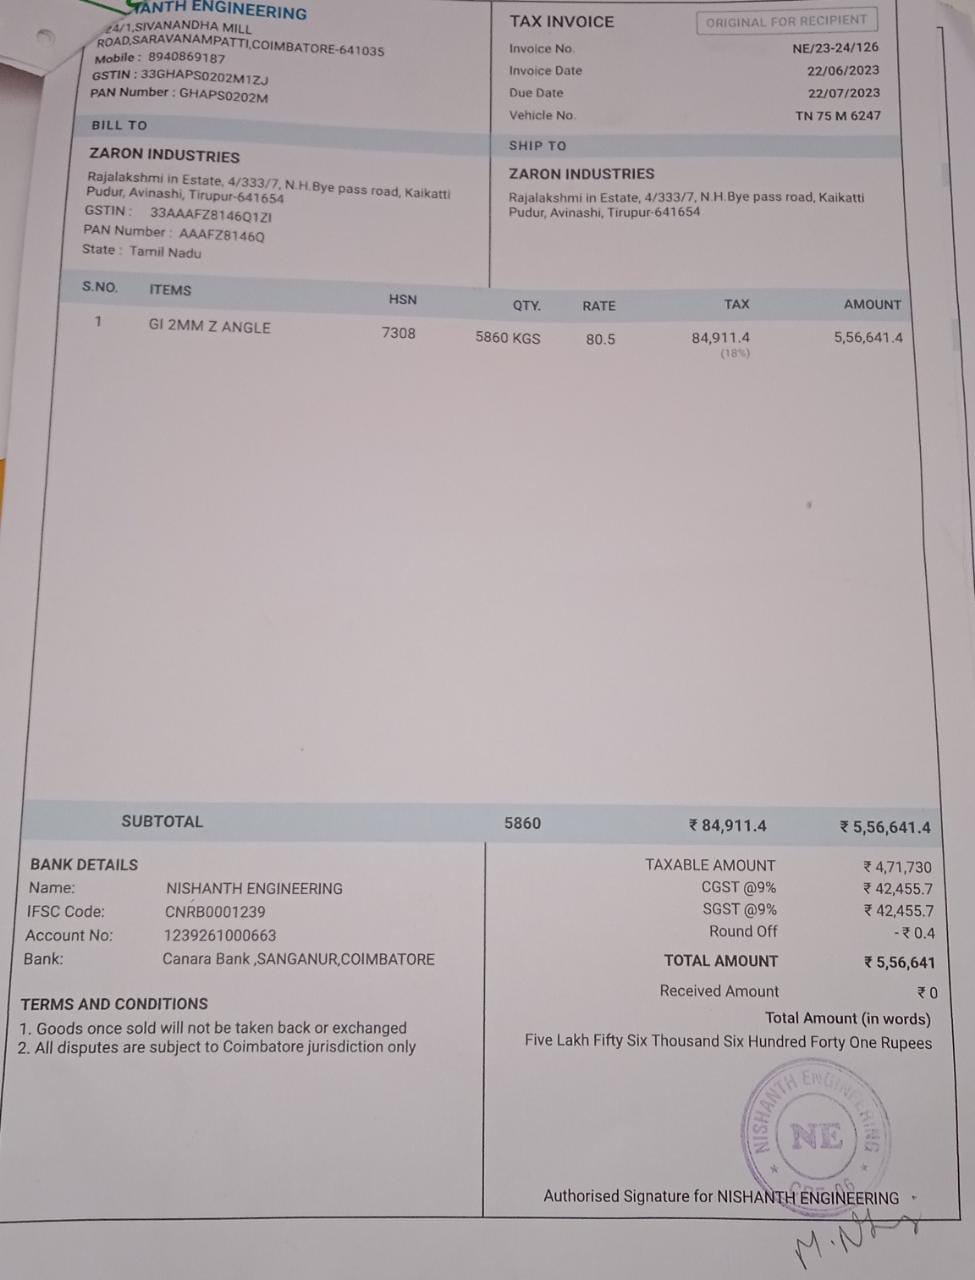 ENGINEERING
24/1,SIVANANDHA MILL
ROAD,SARAVANAMPATTI,COIMBATORE-641035
Mobile : 8940869187
GSTIN : 33GHAPS0202M1ZJ
PAN Number : GHAPS0202M
TAX INVOICE
ORIGINAL FOR RECIPIENT
Invoice No. NE/23-24/126
Invoice Date 22/06/2023
Due Date 22/07/2023
Vehicle No. TN 75 M 6247
BILL TO
ZARON INDUSTRIES
Rajalakshmi in Estate, 4/333/7, N.H.Bye pass road, Kaikatti
Pudur, Avinashi, Tirupur-641654
GSTIN : 33AAAFZ8146Q1ZI
PAN Number : AAAFZ8146Q
State : Tamil Nadu
SHIP TO
ZARON INDUSTRIES
Rajalakshmi in Estate, 4/333/7, N.H.Bye pass road, Kaikatti
Pudur, Avinashi, Tirupur-641654
S.NO. ITEMS HSN QTY. RATE TAX AMOUNT
1 GI 2MM Z ANGLE 7308 5860 KGS 80.5 84,911.4 5,56,641.4
(18%)
SUBTOTAL 5860 ₹ 84,911.4 ₹ 5,56,641.4
BANK DETAILS
Name: NISHANTH ENGINEERING
IFSC Code: CNRB0001239
Account No: 1239261000663
Bank: Canara Bank ,SANGANUR,COIMBATORE
TERMS AND CONDITIONS
1. Goods once sold will not be taken back or exchanged
2. All disputes are subject to Coimbatore jurisdiction only
TAXABLE AMOUNT ₹ 4,71,730
CGST @9% ₹ 42,455.7
SGST @9% ₹ 42,455.7
Round Off -₹ 0.4
TOTAL AMOUNT ₹ 5,56,641
Received Amount ₹ 0
Total Amount (in words)
Five Lakh Fifty Six Thousand Six Hundred Forty One Rupees
NISHANTH ENGINEERING
NE
Authorised Signature for NISHANTH ENGINEERING